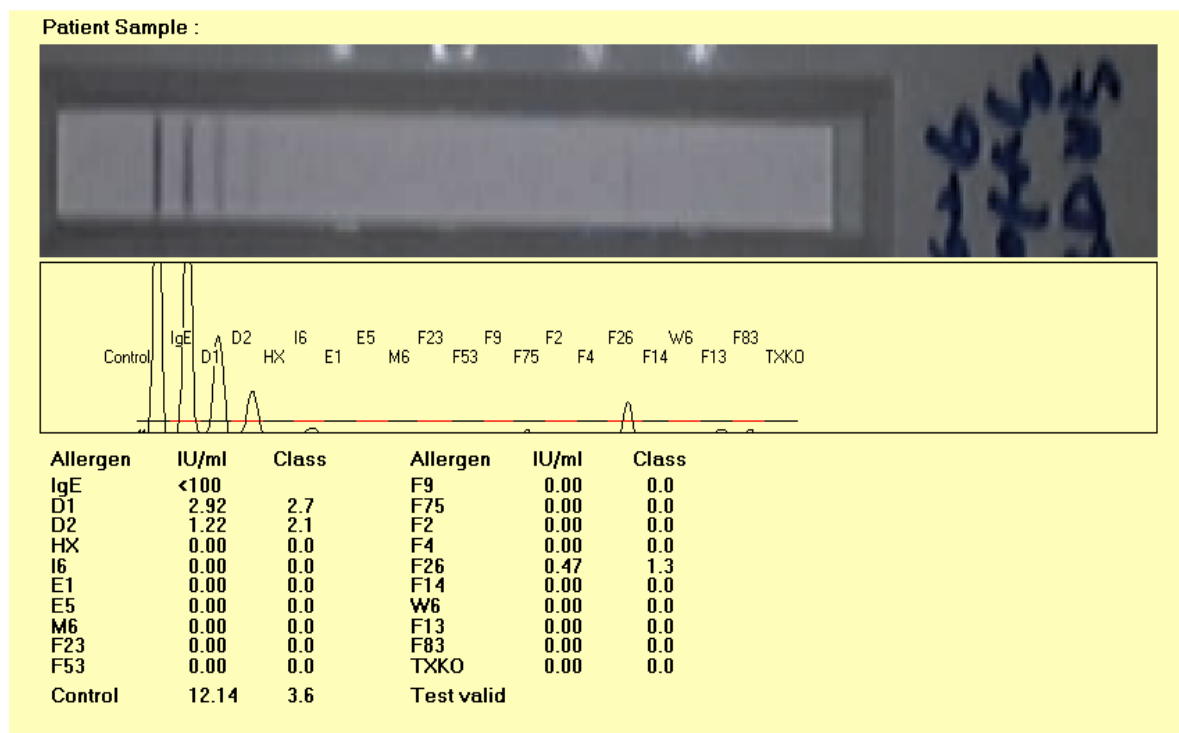 Patient Sample :
IgE D2 I6 E5 F23 F9 F2 F26 W6 F83
Control D1 HX E1 M6 F53 F75 F4 F14 F13 TXKO
Allergen IU/ml Class Allergen IU/ml Class
IgE <100 F9 0.00 0.0
D1 2.92 2.7 F75 0.00 0.0
D2 1.22 2.1 F2 0.00 0.0
HX 0.00 0.0 F4 0.00 0.0
I6 0.00 0.0 F26 0.47 1.3
E1 0.00 0.0 F14 0.00 0.0
E5 0.00 0.0 W6 0.00 0.0
M6 0.00 0.0 F13 0.00 0.0
F23 0.00 0.0 F83 0.00 0.0
F53 0.00 0.0 TXKO 0.00 0.0
Control 12.14 3.6 Test valid